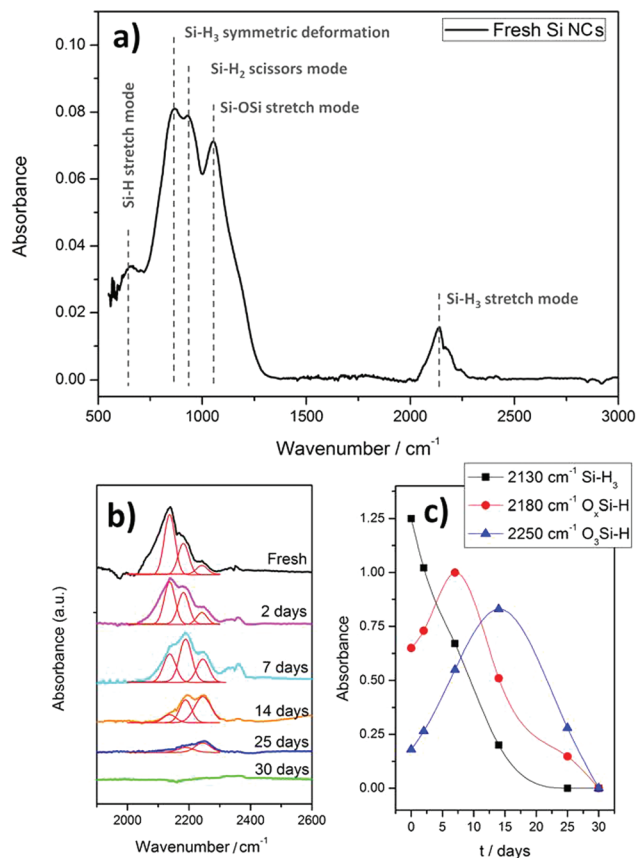 a)
Si-H₃ symmetric deformation
Fresh Si NCs
Si-H₂ scissors mode
Si-OSi stretch mode
Si-H stretch mode
Si-H₃ stretch mode
Absorbance
0.10
0.08
0.06
0.04
0.02
0.00
500 1000 1500 2000 2500 3000
Wavenumber / cm⁻¹
b)
Fresh
2 days
7 days
14 days
25 days
30 days
Absorbance (a.u.)
2000 2200 2400 2600
Wavenumber / cm⁻¹
c)
2130 cm⁻¹ Si-H₃
2180 cm⁻¹ OₓSi-H
2250 cm⁻¹ O₃Si-H
Absorbance
1.25
1.00
0.75
0.50
0.25
0.00
0 5 10 15 20 25 30
t / days